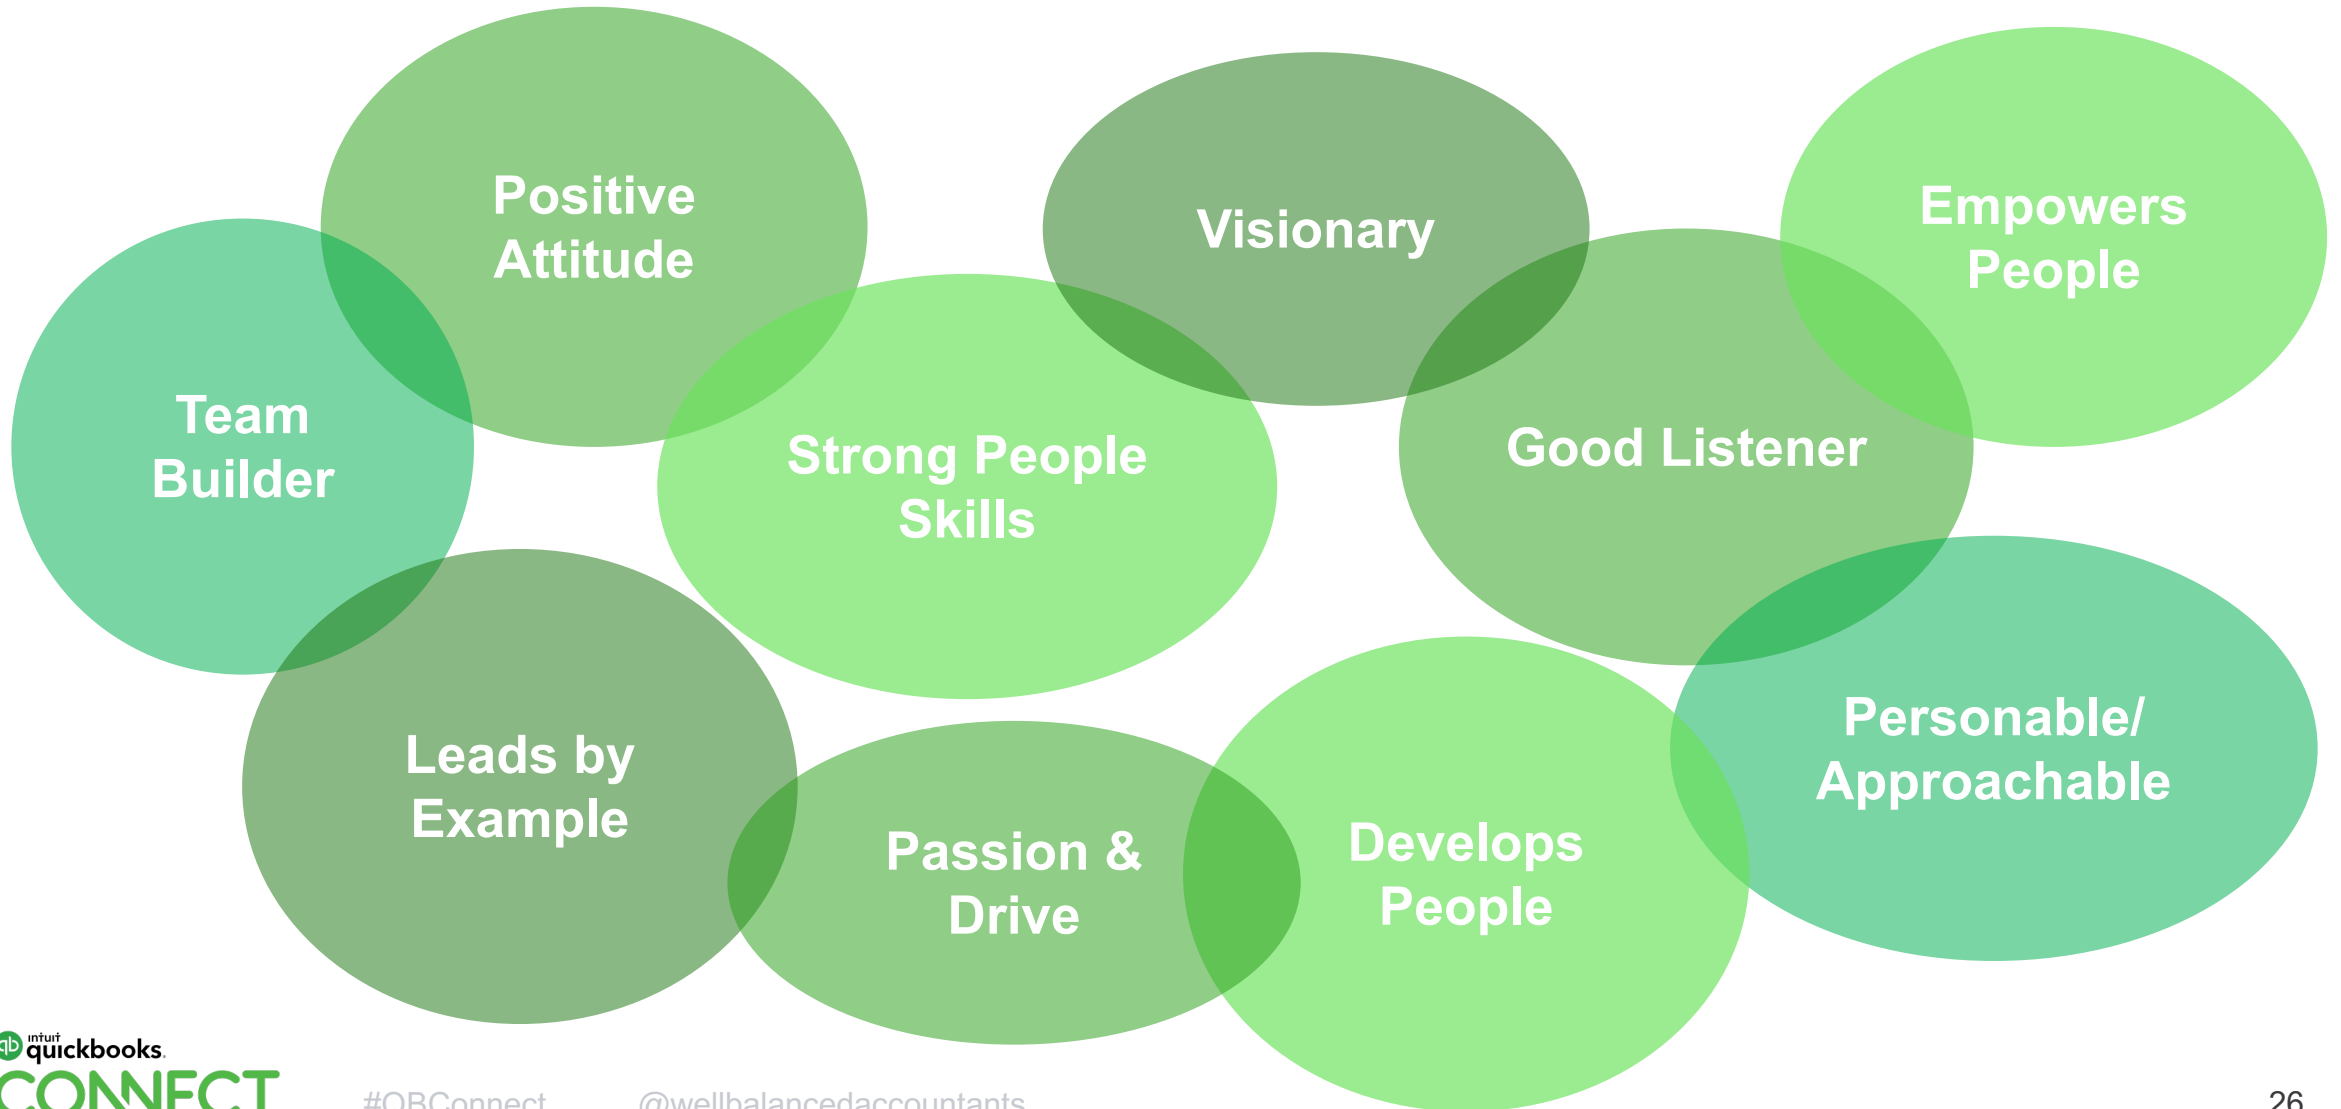 Positive
Attitude
Visionary
Empowers
People
Team
Builder
Strong People
Skills
Good Listener
Leads by
Example
Passion &
Drive
Develops
People
Personable/
Approachable
qb intuit
quickbooks.
CONNECT
#QBConnect
@wellbalancedaccountants
26